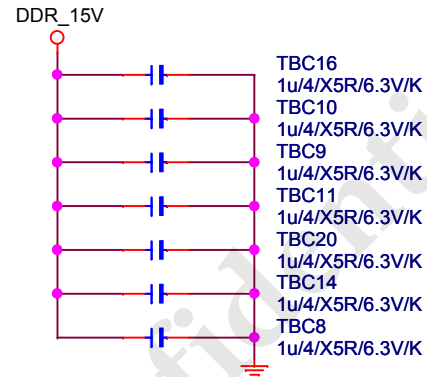 DDR_15V
TBC16
1u/4/X5R/6.3V/K
TBC10
1u/4/X5R/6.3V/K
TBC9
1u/4/X5R/6.3V/K
TBC11
1u/4/X5R/6.3V/K
TBC20
1u/4/X5R/6.3V/K
TBC14
1u/4/X5R/6.3V/K
TBC8
1u/4/X5R/6.3V/K
fidenti